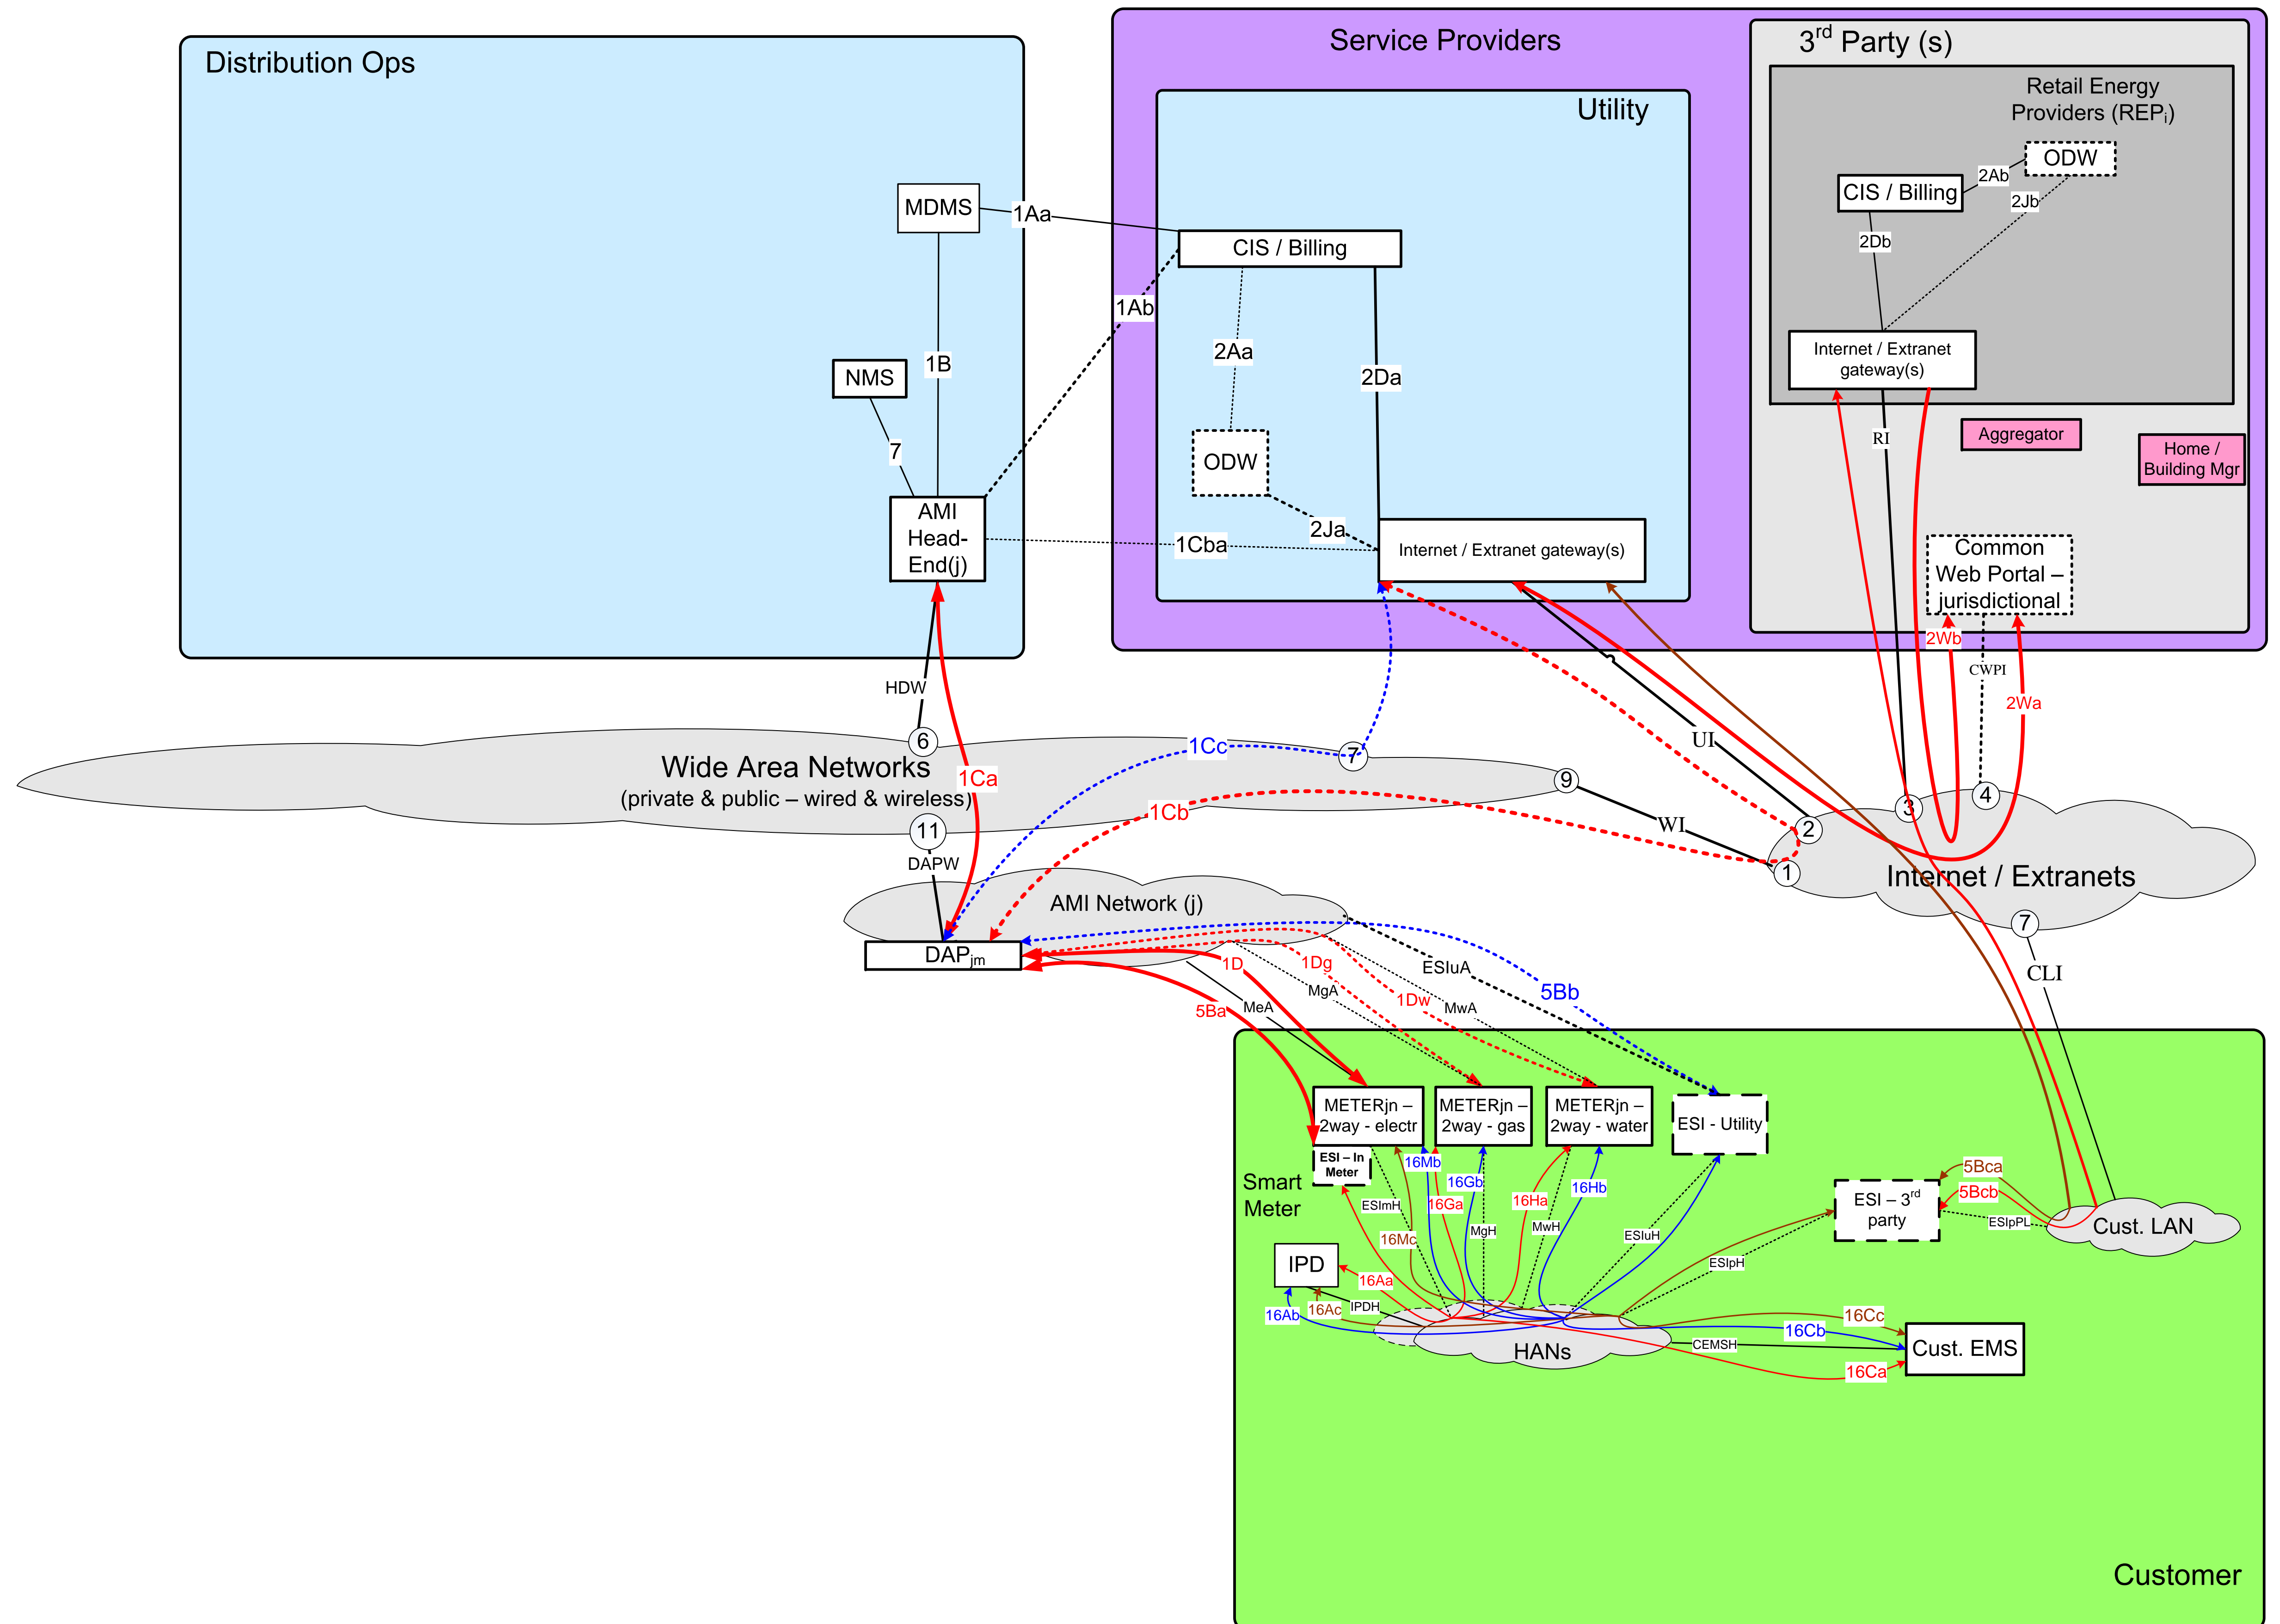 Distribution Ops
Service Providers
3rd Party (s)
Utility
Retail Energy
Providers (REPi)
ODW
CIS / Billing
2Ab
2Jb
2Db
Internet / Extranet
gateway(s)
RI
Aggregator
Home /
Building Mgr
Common
Web Portal –
jurisdictional
2Wb
CWPI
2Wa
MDMS
1Aa
CIS / Billing
1Ab
1B
NMS
7
2Aa
2Da
ODW
2Ja
AMI
Head-
End(j)
1Cba
Internet / Extranet gateway(s)
HDW
6
Wide Area Networks
(private & public – wired & wireless)
1Ca
1Cc
7
9
1Cb
11
DAPW
UI
WI
1
2
3
4
Internet / Extranets
7
CLI
AMI Network (j)
DAPjm
1D
1Dg
MgA
1Dw
MwA
ESIuA
5Bb
5Ba
MeA
METERjn –
2way - electr
METERjn –
2way - gas
METERjn –
2way - water
ESI - Utility
ESI – In
Meter
Smart
Meter
16Mb
16Gb
16Ga
16Ha
16Hb
ESImH
16Mc
MgH
MwH
ESIuH
ESIpH
ESI – 3rd
party
5Bca
5Bcb
ESIpPL
Cust. LAN
IPD
16Aa
16Ab
16Ac
IPDH
HANs
16Cc
16Cb
CEMSH
16Ca
Cust. EMS
Customer